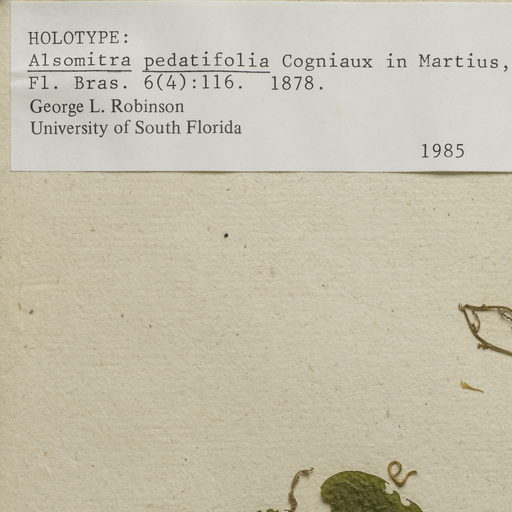 HOLOTYPE:
Alsomitra pedatifolia Cogniaux in Martius,
Fl. Bras. 6(4):116. 1878.
George L. Robinson
University of South Florida
1985